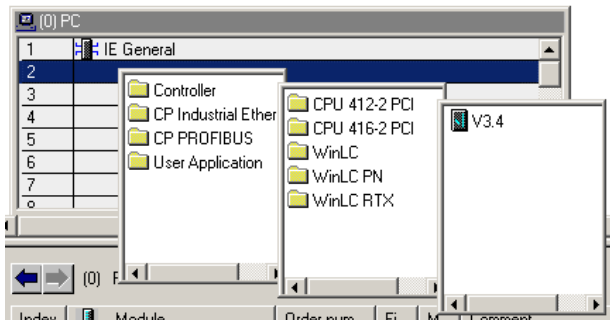 (0) PC
1 IE General
2
3
4
5
6
7
Controller
CP Industrial Ether
CP PROFIBUS
User Application
CPU 412-2 PCI
CPU 416-2 PCI
WinLC
WinLC PN
WinLC RTX
V3.4
(0)
Index Module Order num Comment